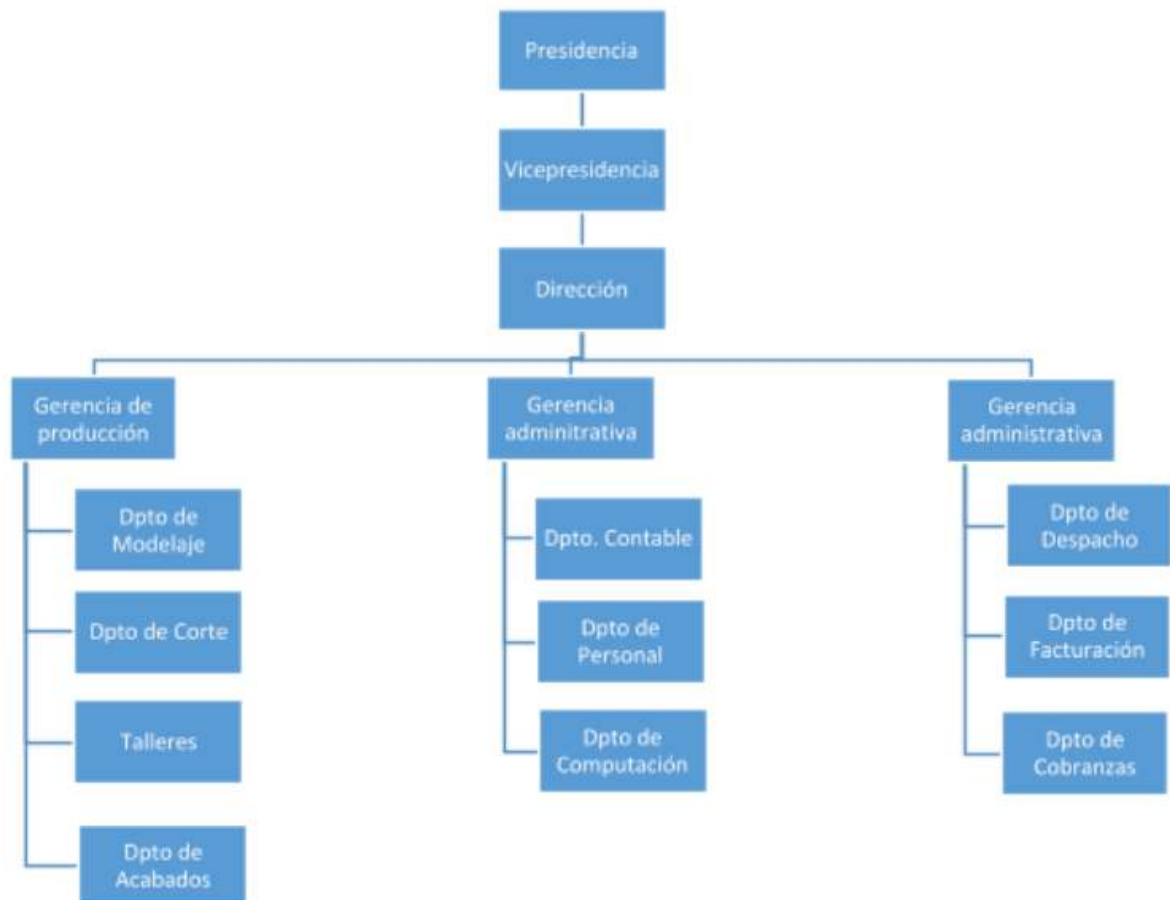 Presidencia
Vicepresidencia
Dirección
Gerencia de
producción
Dpto de
Modelaje
Dpto de Corte
Talleres
Dpto de
Acabados
Gerencia
adminitrativa
Dpto. Contable
Dpto de
Personal
Dpto de
Computación
Gerencia
administrativa
Dpto de
Despacho
Dpto de
Facturación
Dpto de
Cobranzas